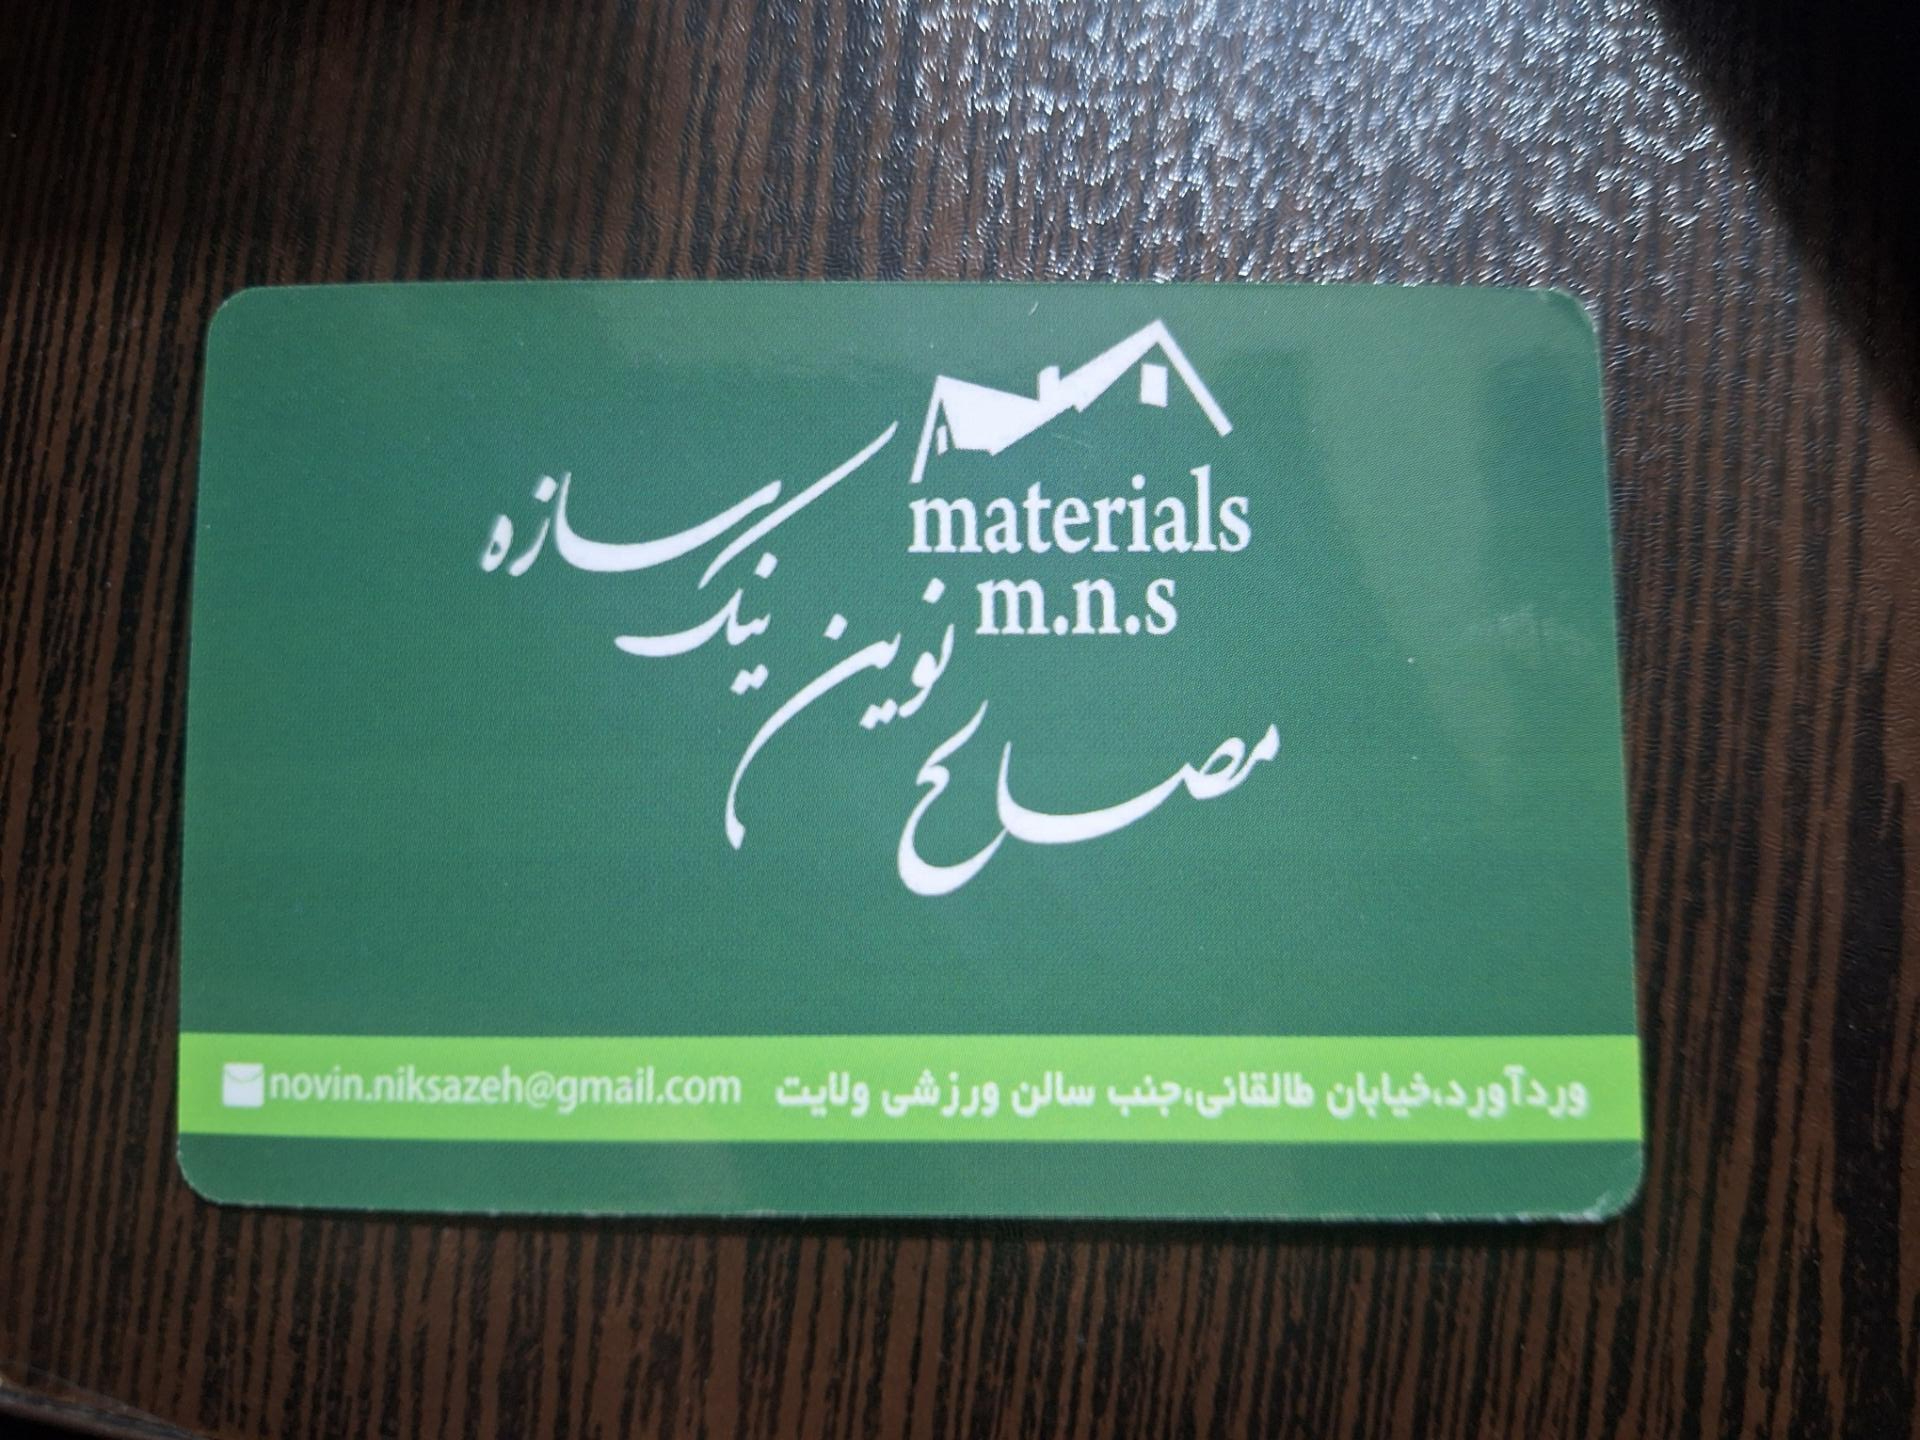 materials
m.n.s
مصالح نوین نیک سازه
وردآورد،خیابان طالقانی،جنب سالن ورزشی ولایت
novin.niksazeh@gmail.com